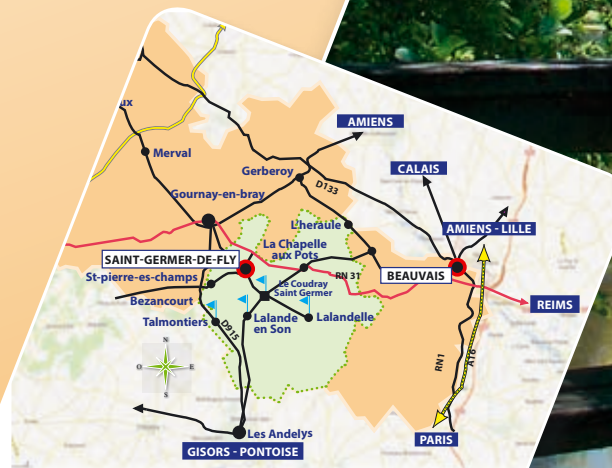 ux
Merval
AMIENS
Gerberoy
D133
CALAIS
Gournay-en-bray
L'heraule
AMIENS - LILLE
SAINT-GERMER-DE-FLY
La Chapelle
aux Pots
St-pierre-es-champs
RN 31
BEAUVAIS
Le Coudray
Saint Germer
Bezancourt
REIMS
Talmontiers
D915
Lalande
en Son
Lalandelle
N
O
E
S
RN1
A16
Les Andelys
PARIS
GISORS - PONTOISE